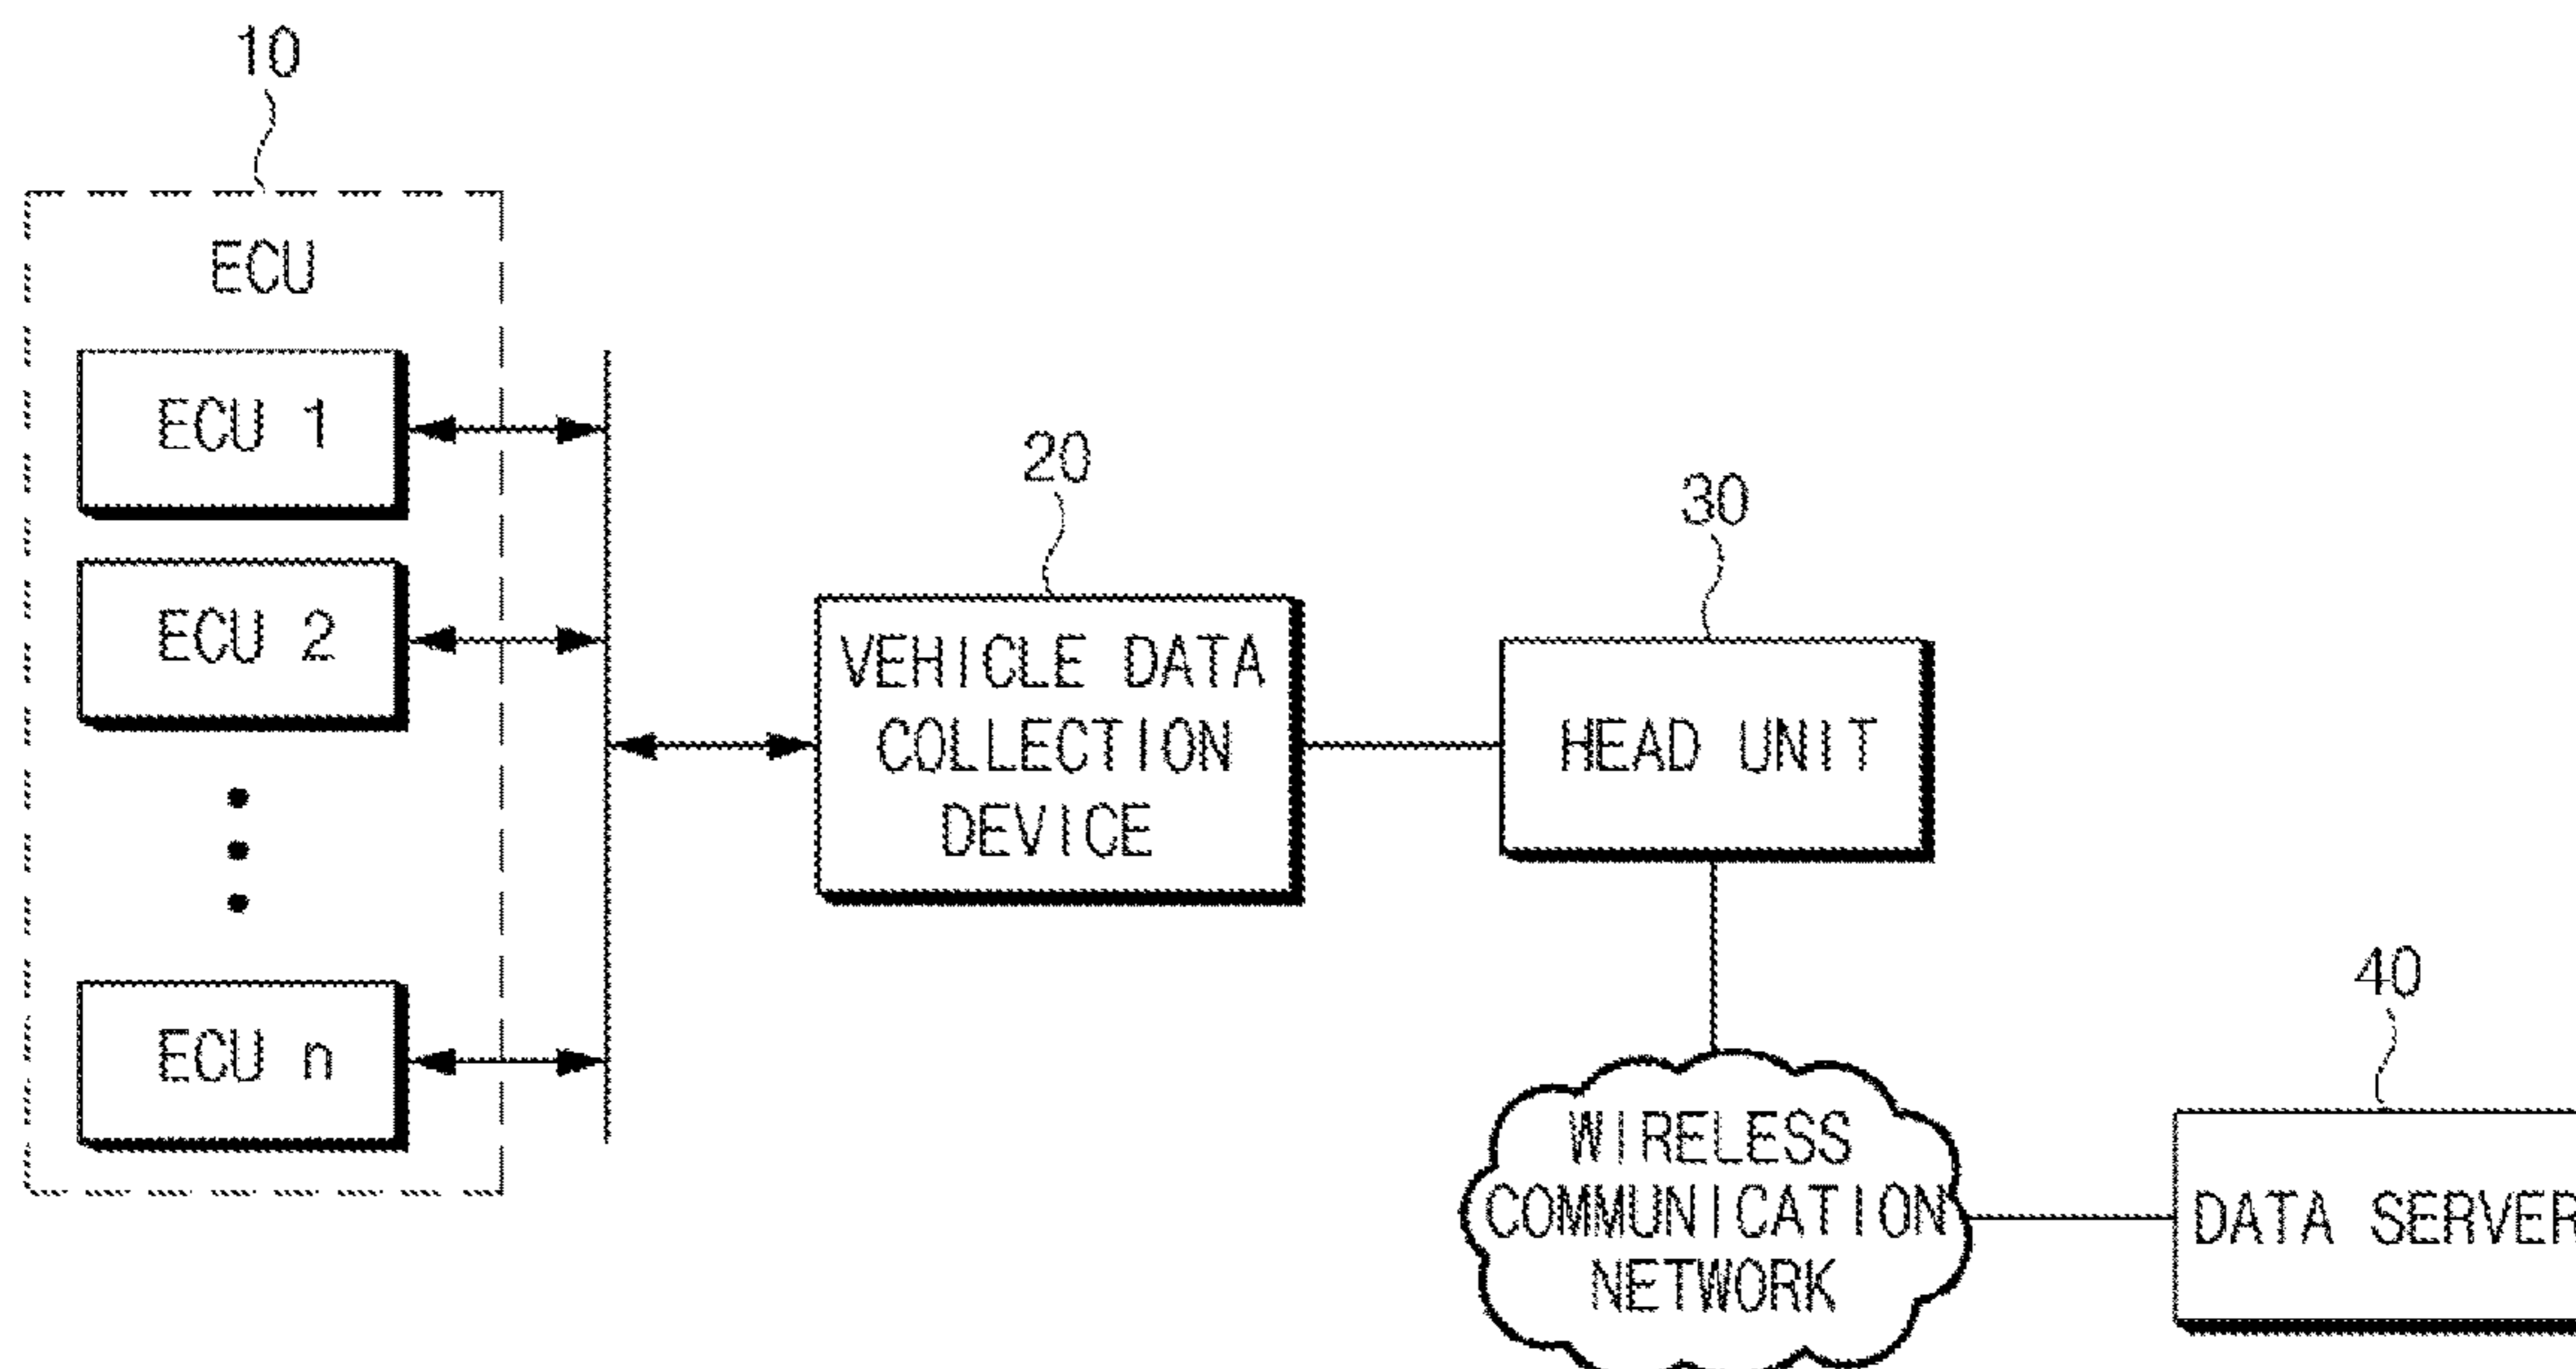 10
ECU
ECU 1
ECU 2
ECU n
20
VEHICLE DATA
COLLECTION
DEVICE
30
HEAD UNIT
WIRELESS
COMMUNICATION
NETWORK
40
DATA SERVER